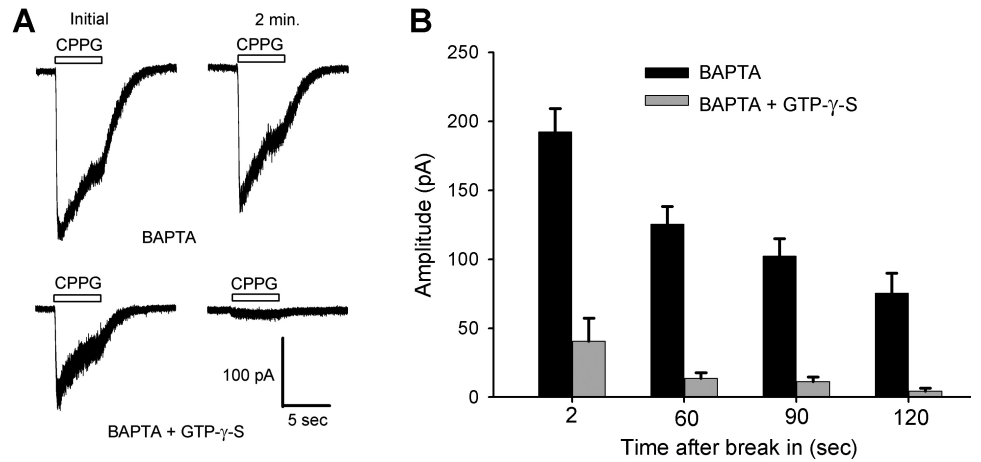 A
Initial
2 min.
CPPG
CPPG
BAPTA
CPPG
CPPG
100 pA
5 sec
BAPTA + GTP-γ-S
B
250
200
150
100
50
0
Amplitude (pA)
BAPTA
BAPTA + GTP-γ-S
2
60
90
120
Time after break in (sec)